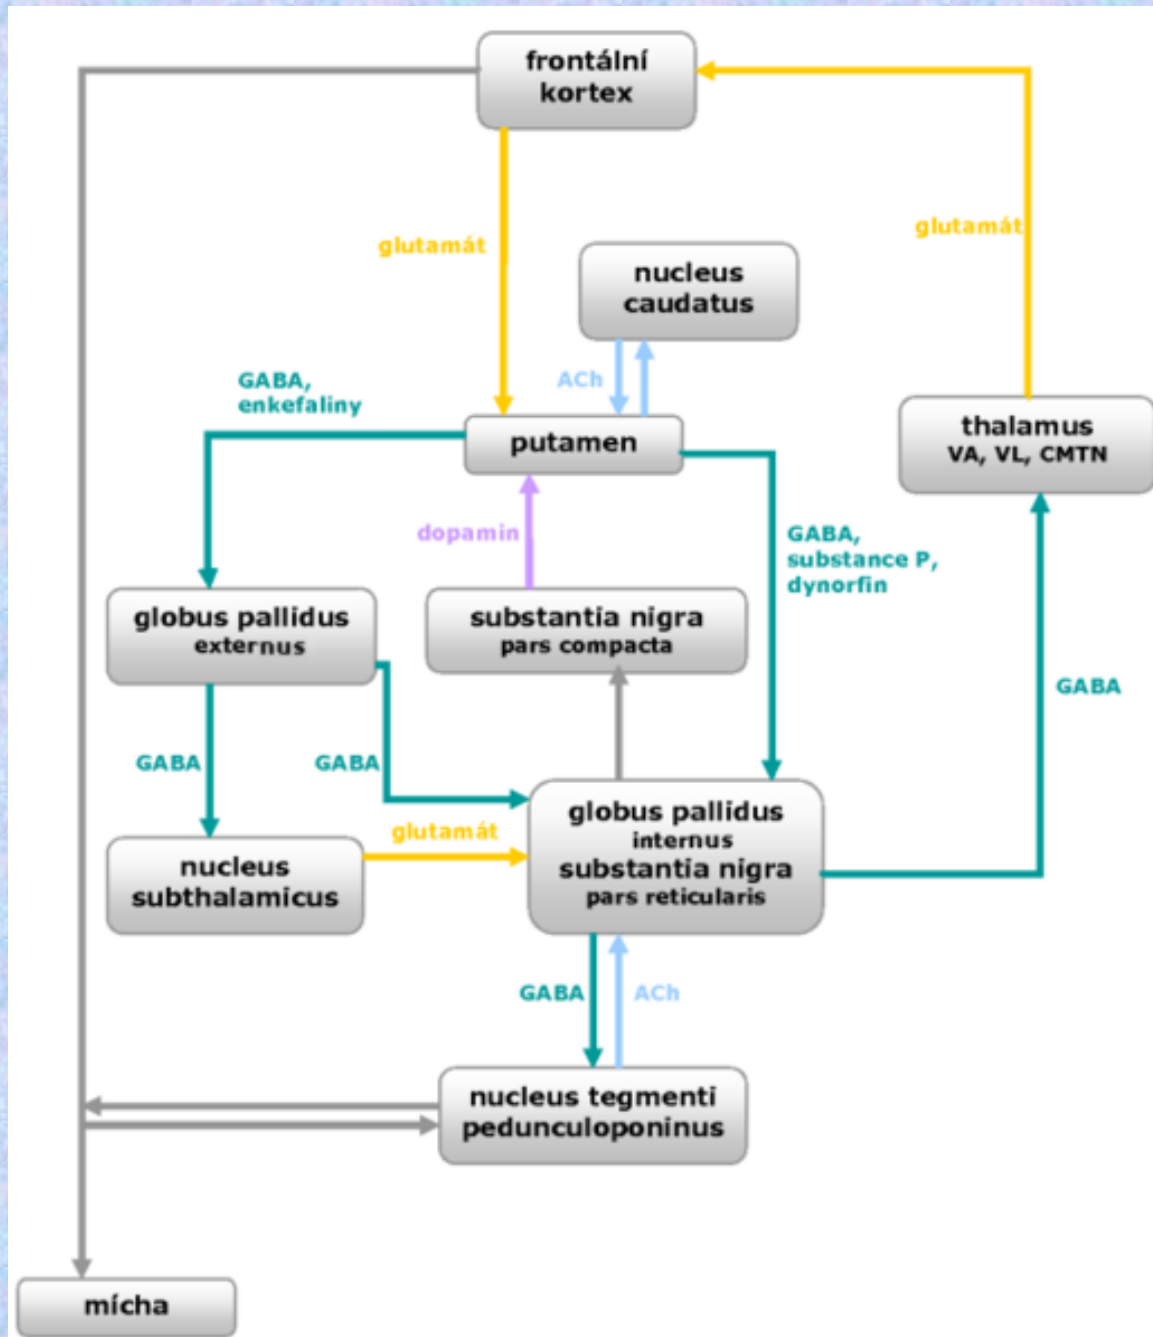 frontální
kortex
glutamát
glutamát
nucleus
caudatus
ACh
GABA,
enkefaliny
putamen
thalamus
VA, VL, CMTN
dopamin
GABA,
substance P,
dynorfin
globus pallidus
externus
substantia nigra
pars compacta
GABA
GABA
GABA
globus pallidus
internus
substantia nigra
pars reticularis
glutamát
nucleus
subthalamicus
GABA
ACh
nucleus tegmenti
pedunculoponinus
mícha